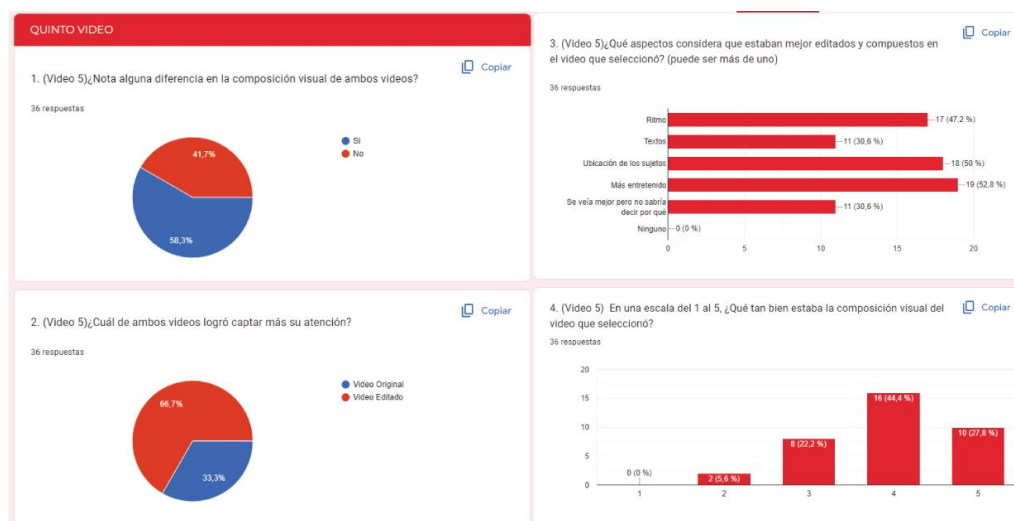 QUINTO VIDEO
1. (Video 5)¿Nota alguna diferencia en la composición visual de ambos videos?
Copiar
36 respuestas
41,7%
58,3%
Si
No
2. (Video 5)¿Cuál de ambos videos logró captar más su atención?
Copiar
36 respuestas
66,7%
33,3%
Video Original
Video Editado
3. (Video 5)¿Qué aspectos considera que estaban mejor editados y compuestos en
el video que seleccionó? (puede ser más de uno)
Copiar
36 respuestas
Ritmo
17 (47,2 %)
Textos
11 (30,6 %)
Ubicación de los sujetos
18 (50 %)
Más entretenido
19 (52,8 %)
Se veía mejor pero no sabría
decir por qué
11 (30,6 %)
Ninguno
0 (0 %)
0 5 10 15 20
4. (Video 5) En una escala del 1 al 5, ¿Qué tan bien estaba la composición visual del
video que seleccionó?
Copiar
36 respuestas
20
15
10
5
0
0 (0 %)
2 (5,6 %)
8 (22,2 %)
16 (44,4 %)
10 (27,8 %)
1 2 3 4 5